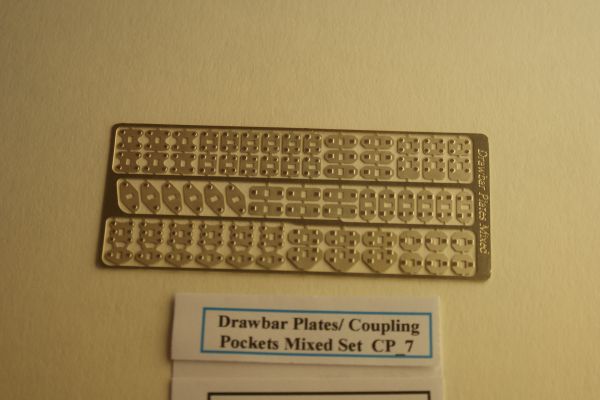 Drawbar Plates Mixed
Drawbar Plates/ Coupling
Pockets Mixed Set CP_7